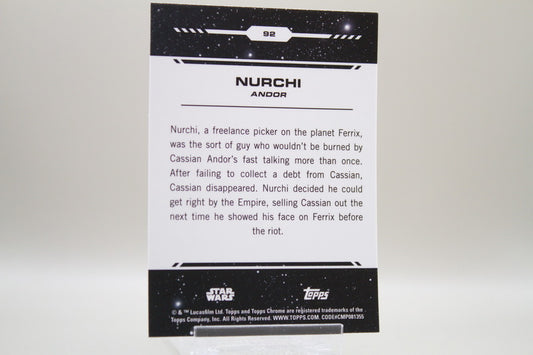 92
NURCHI
ANDOR
Nurchi, a freelance picker on the planet Ferrix,
was the sort of guy who wouldn't be burned by
Cassian Andor's fast talking more than once.
After failing to collect a debt from Cassian,
Cassian disappeared. Nurchi decided he could
get right by the Empire, selling Cassian out the
next time he showed his face on Ferrix before
the riot.
STAR WARS
Topps
© & ™ Lucasfilm Ltd. Topps and Topps Chrome are registered trademarks of the
Topps Company, Inc. All Rights Reserved. WWW.TOPPS.COM. CODE#CMP081355